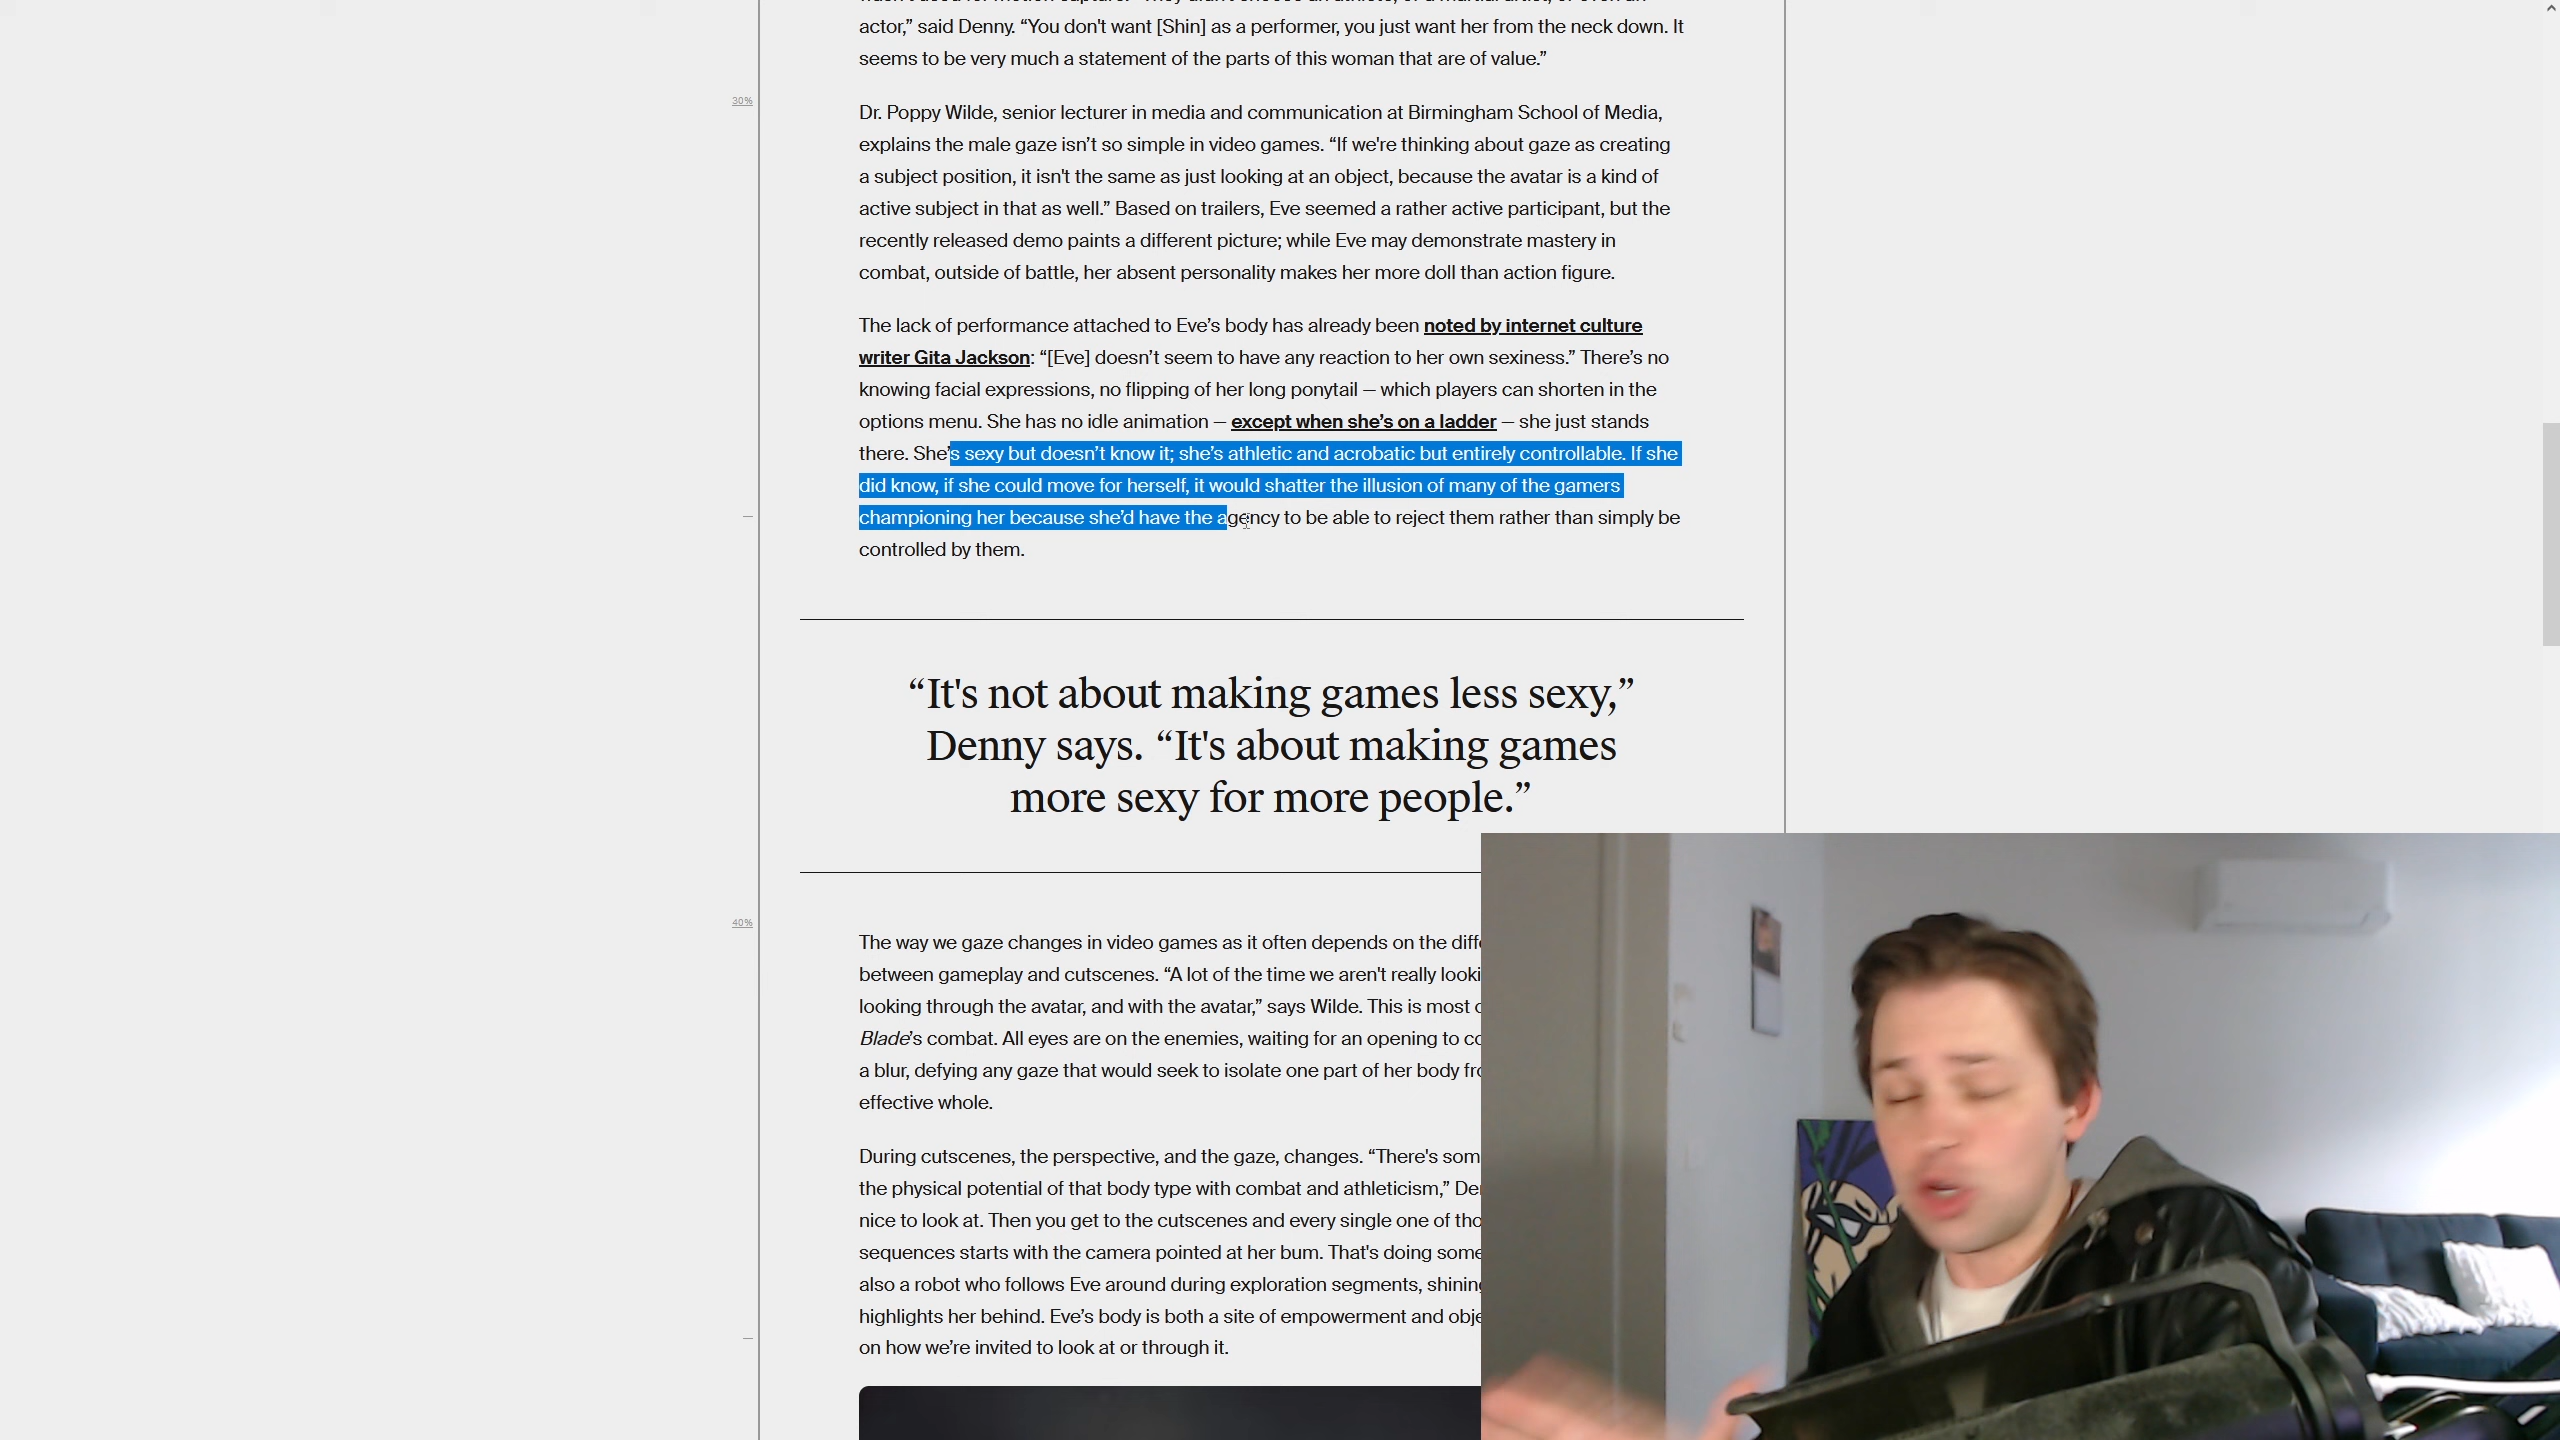 actor,” said Denny. “You don't want [Shin] as a performer, you just want her from the neck down. It
seems to be very much a statement of the parts of this woman that are of value.”
30%
Dr. Poppy Wilde, senior lecturer in media and communication at Birmingham School of Media,
explains the male gaze isn’t so simple in video games. “If we're thinking about gaze as creating
a subject position, it isn't the same as just looking at an object, because the avatar is a kind of
active subject in that as well.” Based on trailers, Eve seemed a rather active participant, but the
recently released demo paints a different picture; while Eve may demonstrate mastery in
combat, outside of battle, her absent personality makes her more doll than action figure.
The lack of performance attached to Eve’s body has already been noted by internet culture
writer Gita Jackson: “[Eve] doesn’t seem to have any reaction to her own sexiness.” There’s no
knowing facial expressions, no flipping of her long ponytail — which players can shorten in the
options menu. She has no idle animation — except when she’s on a ladder — she just stands
there. She’s sexy but doesn’t know it; she’s athletic and acrobatic but entirely controllable. If she
did know, if she could move for herself, it would shatter the illusion of many of the gamers
championing her because she’d have the agency to be able to reject them rather than simply be
controlled by them.
“It's not about making games less sexy,”
Denny says. “It's about making games
more sexy for more people.”
40%
The way we gaze changes in video games as it often depends on the
between gameplay and cutscenes. “A lot of the time we aren't really
looking through the avatar, and with the avatar,” says Wilde. This is most
Blade’s combat. All eyes are on the enemies, waiting for an opening to
a blur, defying any gaze that would seek to isolate one part of her body
effective whole.
During cutscenes, the perspective, and the gaze, changes. “There's
the physical potential of that body type with combat and athleticism,”
nice to look at. Then you get to the cutscenes and every single one of
sequences starts with the camera pointed at her bum. That's doing
also a robot who follows Eve around during exploration segments,
highlights her behind. Eve’s body is both a site of empowerment and
on how we’re invited to look at or through it.